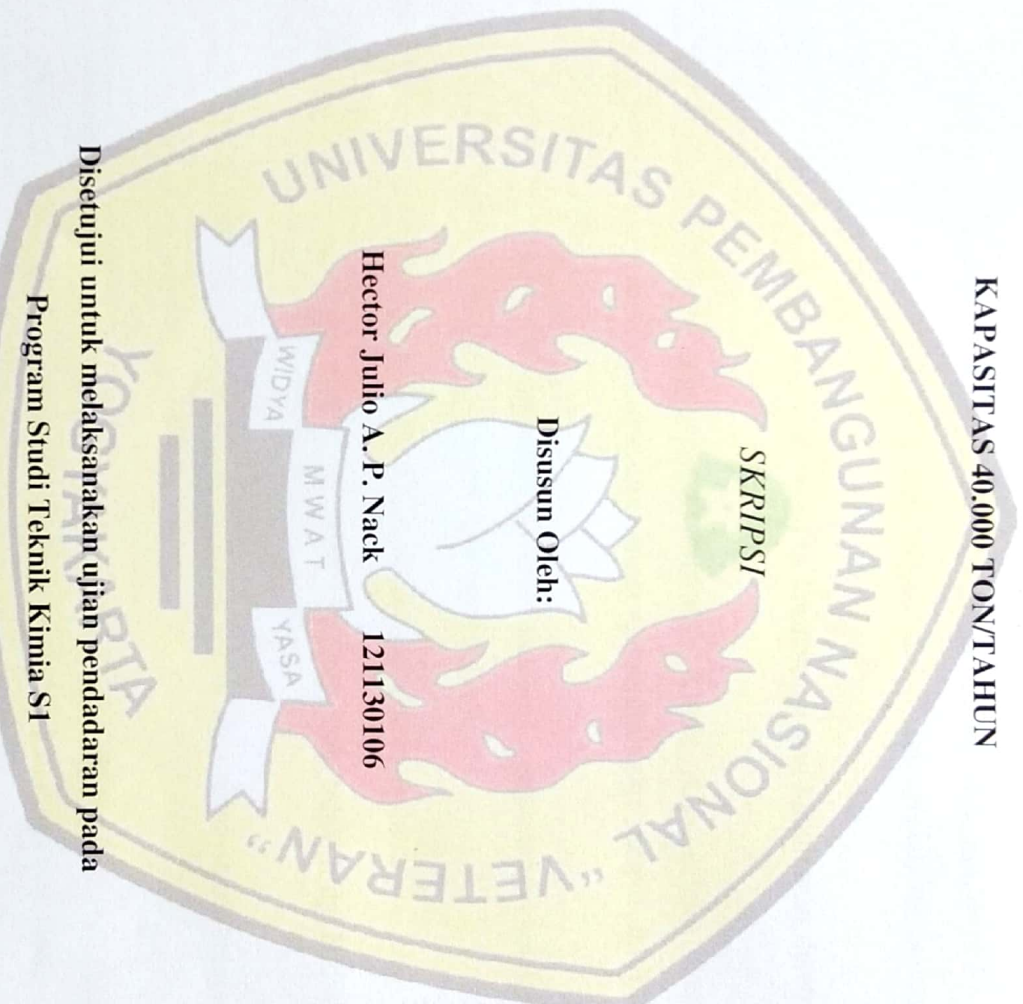 KAPASITAS 40.000 TON/TAHUN
SKRIPSI
Disusun Oleh:
Hector Julio A. P. Nack 121130106
Disetujui untuk melaksanakan ujian pendadaran pada
Program Studi Teknik Kimia S1
UNIVERSITAS PEMBANGUNAN NASIONAL "VETERAN"
YOGYAKARTA
WIDYA
MWAT
YASA